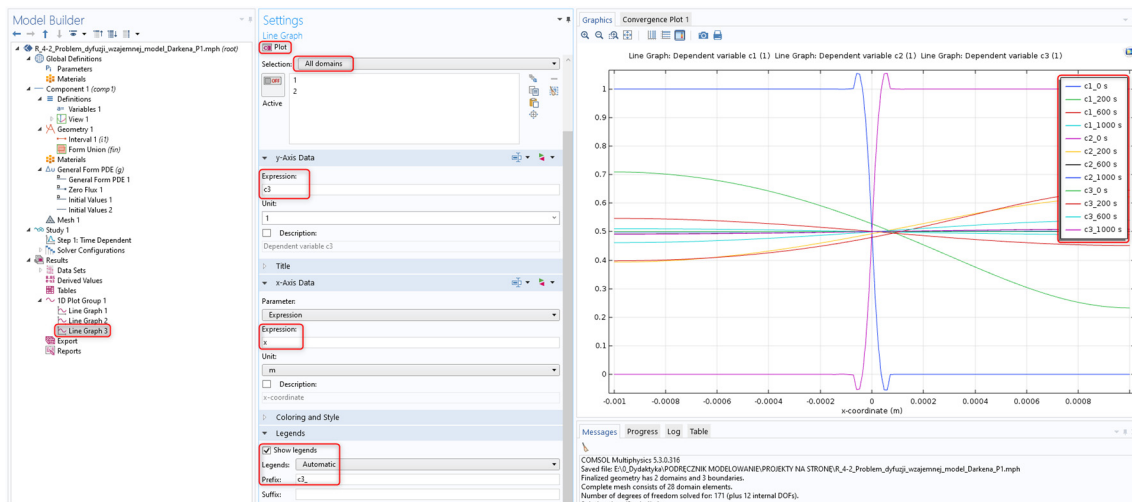 Model Builder
R_4-2_Problem_dyfuzji_wzajemnej_model_Darkena_P1.mph (root)
Global Definitions
Pi Parameters
Materials
Component 1 (comp1)
Definitions
a= Variables 1
View 1
Geometry 1
Interval 1 (i1)
Form Union (fin)
Materials
Δu General Form PDE (g)
General Form PDE 1
Zero Flux 1
Initial Values 1
Initial Values 2
Mesh 1
Study 1
Step 1: Time Dependent
Solver Configurations
Results
Data Sets
Derived Values
Tables
1D Plot Group 1
Line Graph 1
Line Graph 2
Line Graph 3
Export
Reports
Settings
Line Graph
Plot
Selection: All domains
OFF
Active
1
2
y-Axis Data
Expression:
c3
Unit:
1
Description:
Dependent variable c3
Title
x-Axis Data
Parameter:
Expression
Expression:
x
Unit:
m
Description:
x-coordinate
Coloring and Style
Legends
Show legends
Legends: Automatic
Prefix: c3_
Suffix:
Graphics Convergence Plot 1
Line Graph: Dependent variable c1 (1) Line Graph: Dependent variable c2 (1) Line Graph: Dependent variable c3 (1)
1
0.9
0.8
0.7
0.6
0.5
0.4
0.3
0.2
0.1
0
-0.001 -0.0008 -0.0006 -0.0004 -0.0002 0 0.0002 0.0004 0.0006 0.0008
x-coordinate (m)
c1_0 s
c1_200 s
c1_600 s
c1_1000 s
c2_0 s
c2_200 s
c2_600 s
c2_1000 s
c3_0 s
c3_200 s
c3_600 s
c3_1000 s
Messages Progress Log Table
COMSOL Multiphysics 5.3.0.316
Saved file: E:\0_Dydaktyka\PODRĘCZNIK MODELOWANIE\PROJEKTY NA STRONĘ\R_4-2_Problem_dyfuzji_wzajemnej_model_Darkena_P1.mph
Finalized geometry has 2 domains and 3 boundaries.
Complete mesh consists of 28 domain elements.
Number of degrees of freedom solved for: 171 (plus 12 internal DOFs).